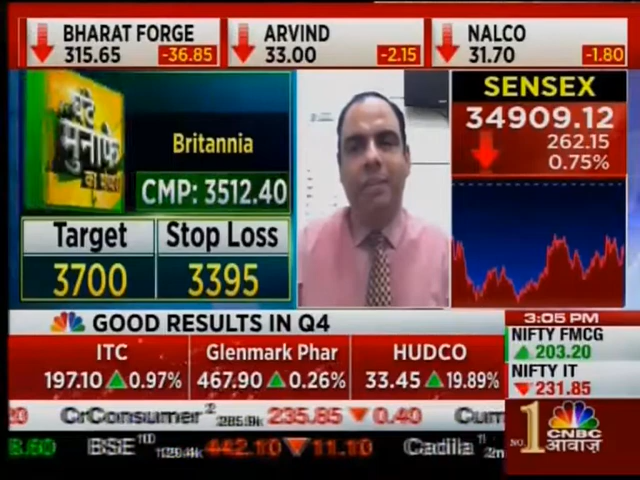 BHARAT FORGE
315.65 -36.85
ARVIND
33.00 -2.15
NALCO
31.70 -1.80
घंटे
मुनाफे
Britannia
CMP: 3512.40
Target Stop Loss
3700 3395
SENSEX
34909.12
262.15
0.75%
GOOD RESULTS IN Q4
ITC
197.10 0.97%
Glenmark Phar
467.90 0.26%
HUDCO
33.45 19.89%
3:05 PM
NIFTY FMCG
203.20
NIFTY IT
231.85
CrConsumer 235.85 0.40 Cum
BSE 442.10 11.10 Cadila
NO. 1 CNBC
आवाज़